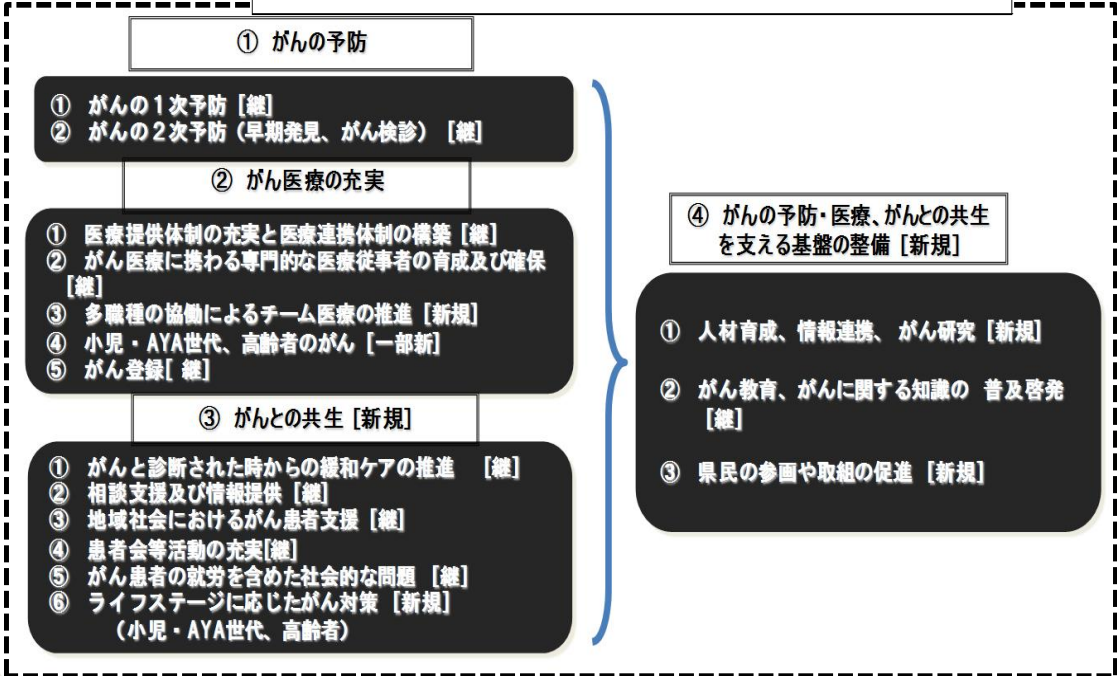 ① がんの予防
① がんの1次予防 [継]
② がんの2次予防（早期発見、がん検診） [継]
② がん医療の充実
① 医療提供体制の充実と医療連携体制の構築 [継]
② がん医療に携わる専門的な医療従事者の育成及び確保
[継]
③ 多職種の協働によるチーム医療の推進 [新規]
④ 小児・AYA世代、高齢者のがん [一部新]
⑤ がん登録[ 継]
③ がんとの共生 [新規]
① がんと診断された時からの緩和ケアの推進 [継]
② 相談支援及び情報提供 [継]
③ 地域社会におけるがん患者支援 [継]
④ 患者会等活動の充実[継]
⑤ がん患者の就労を含めた社会的な問題 [継]
⑥ ライフステージに応じたがん対策 [新規]
（小児・AYA世代、高齢者）
④ がんの予防・医療、がんとの共生
を支える基盤の整備 [新規]
① 人材育成、情報連携、 がん研究 [新規]
② がん教育、がんに関する知識の 普及啓発
[継]
③ 県民の参画や取組の促進 [新規]